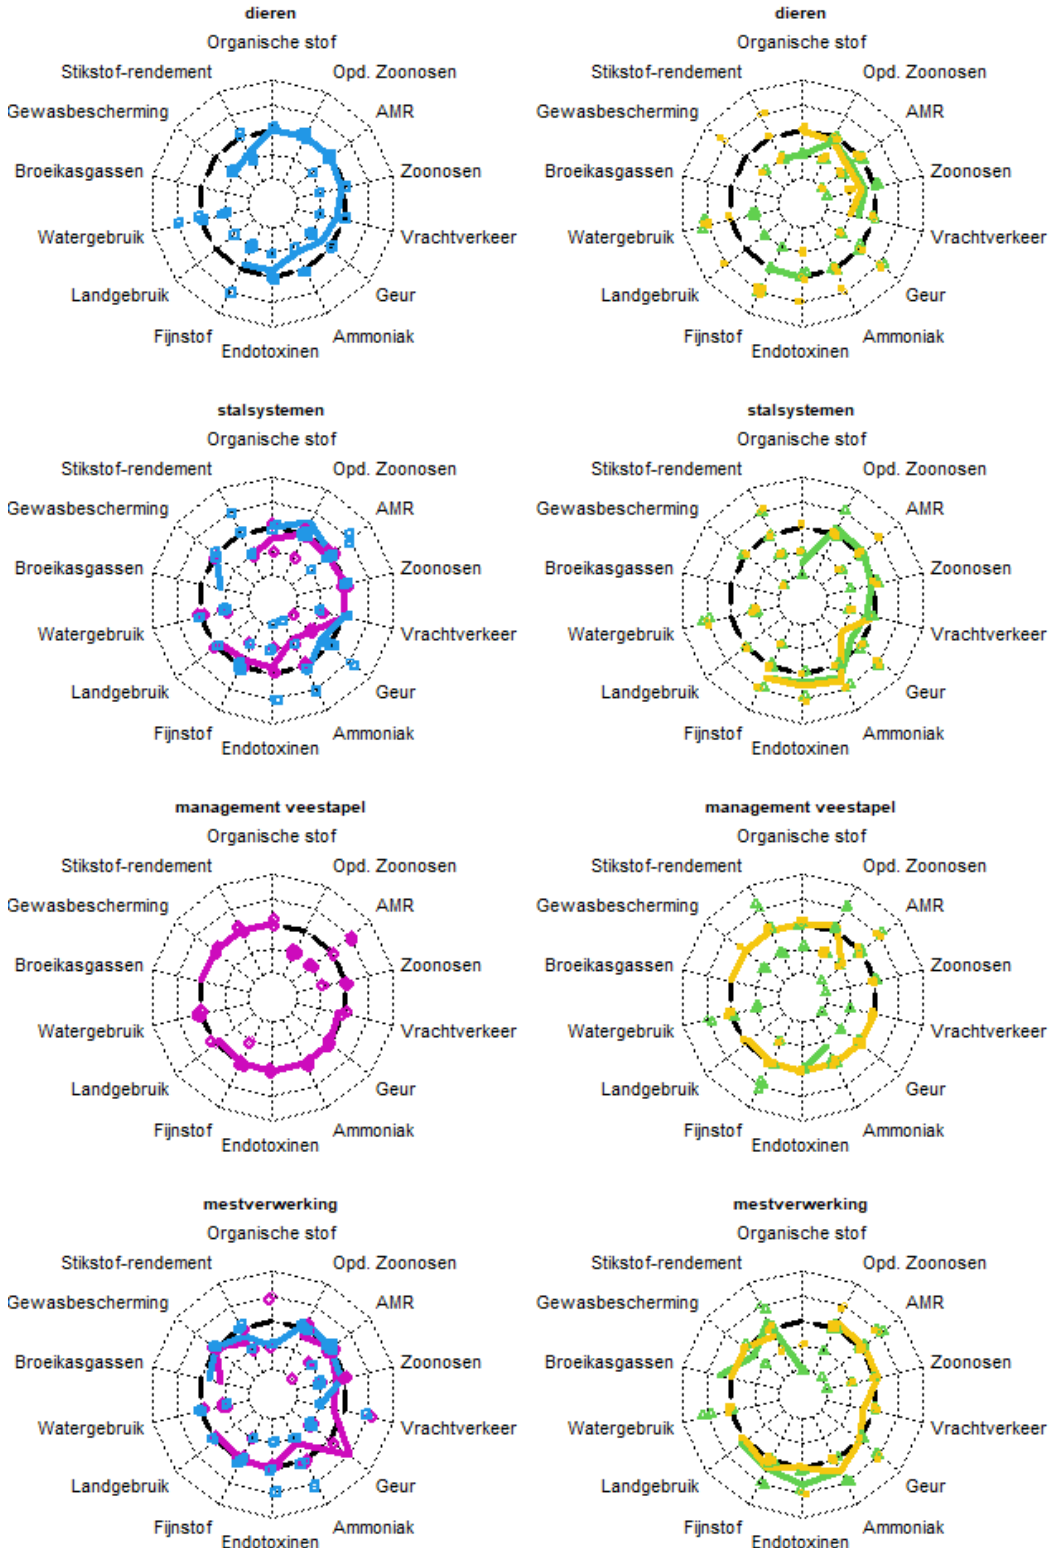 dieren
dieren
Organische stof
Organische stof
Stikstof-rendement
Opd. Zoonosen
Stikstof-rendement
Opd. Zoonosen
Gewasbescherming
AMR
Gewasbescherming
AMR
Broeikasgassen
Zoonosen
Broeikasgassen
Zoonosen
Watergebruik
Vrachtverkeer
Watergebruik
Vrachtverkeer
Landgebruik
Geur
Landgebruik
Geur
Fijnstof
Ammoniak
Fijnstof
Ammoniak
Endotoxinen
Endotoxinen
stalsystemen
stalsystemen
Organische stof
Organische stof
Stikstof-rendement
Opd. Zoonosen
Stikstof-rendement
Opd. Zoonosen
Gewasbescherming
AMR
Gewasbescherming
AMR
Broeikasgassen
Zoonosen
Broeikasgassen
Zoonosen
Watergebruik
Vrachtverkeer
Watergebruik
Vrachtverkeer
Landgebruik
Geur
Landgebruik
Geur
Fijnstof
Ammoniak
Fijnstof
Ammoniak
Endotoxinen
Endotoxinen
management veestapel
management veestapel
Organische stof
Organische stof
Stikstof-rendement
Opd. Zoonosen
Stikstof-rendement
Opd. Zoonosen
Gewasbescherming
AMR
Gewasbescherming
AMR
Broeikasgassen
Zoonosen
Broeikasgassen
Zoonosen
Watergebruik
Vrachtverkeer
Watergebruik
Vrachtverkeer
Landgebruik
Geur
Landgebruik
Geur
Fijnstof
Ammoniak
Fijnstof
Ammoniak
Endotoxinen
Endotoxinen
mestverwerking
mestverwerking
Organische stof
Organische stof
Stikstof-rendement
Opd. Zoonosen
Stikstof-rendement
Opd. Zoonosen
Gewasbescherming
AMR
Gewasbescherming
AMR
Broeikasgassen
Zoonosen
Broeikasgassen
Zoonosen
Watergebruik
Vrachtverkeer
Watergebruik
Vrachtverkeer
Landgebruik
Geur
Landgebruik
Geur
Fijnstof
Ammoniak
Fijnstof
Ammoniak
Endotoxinen
Endotoxinen